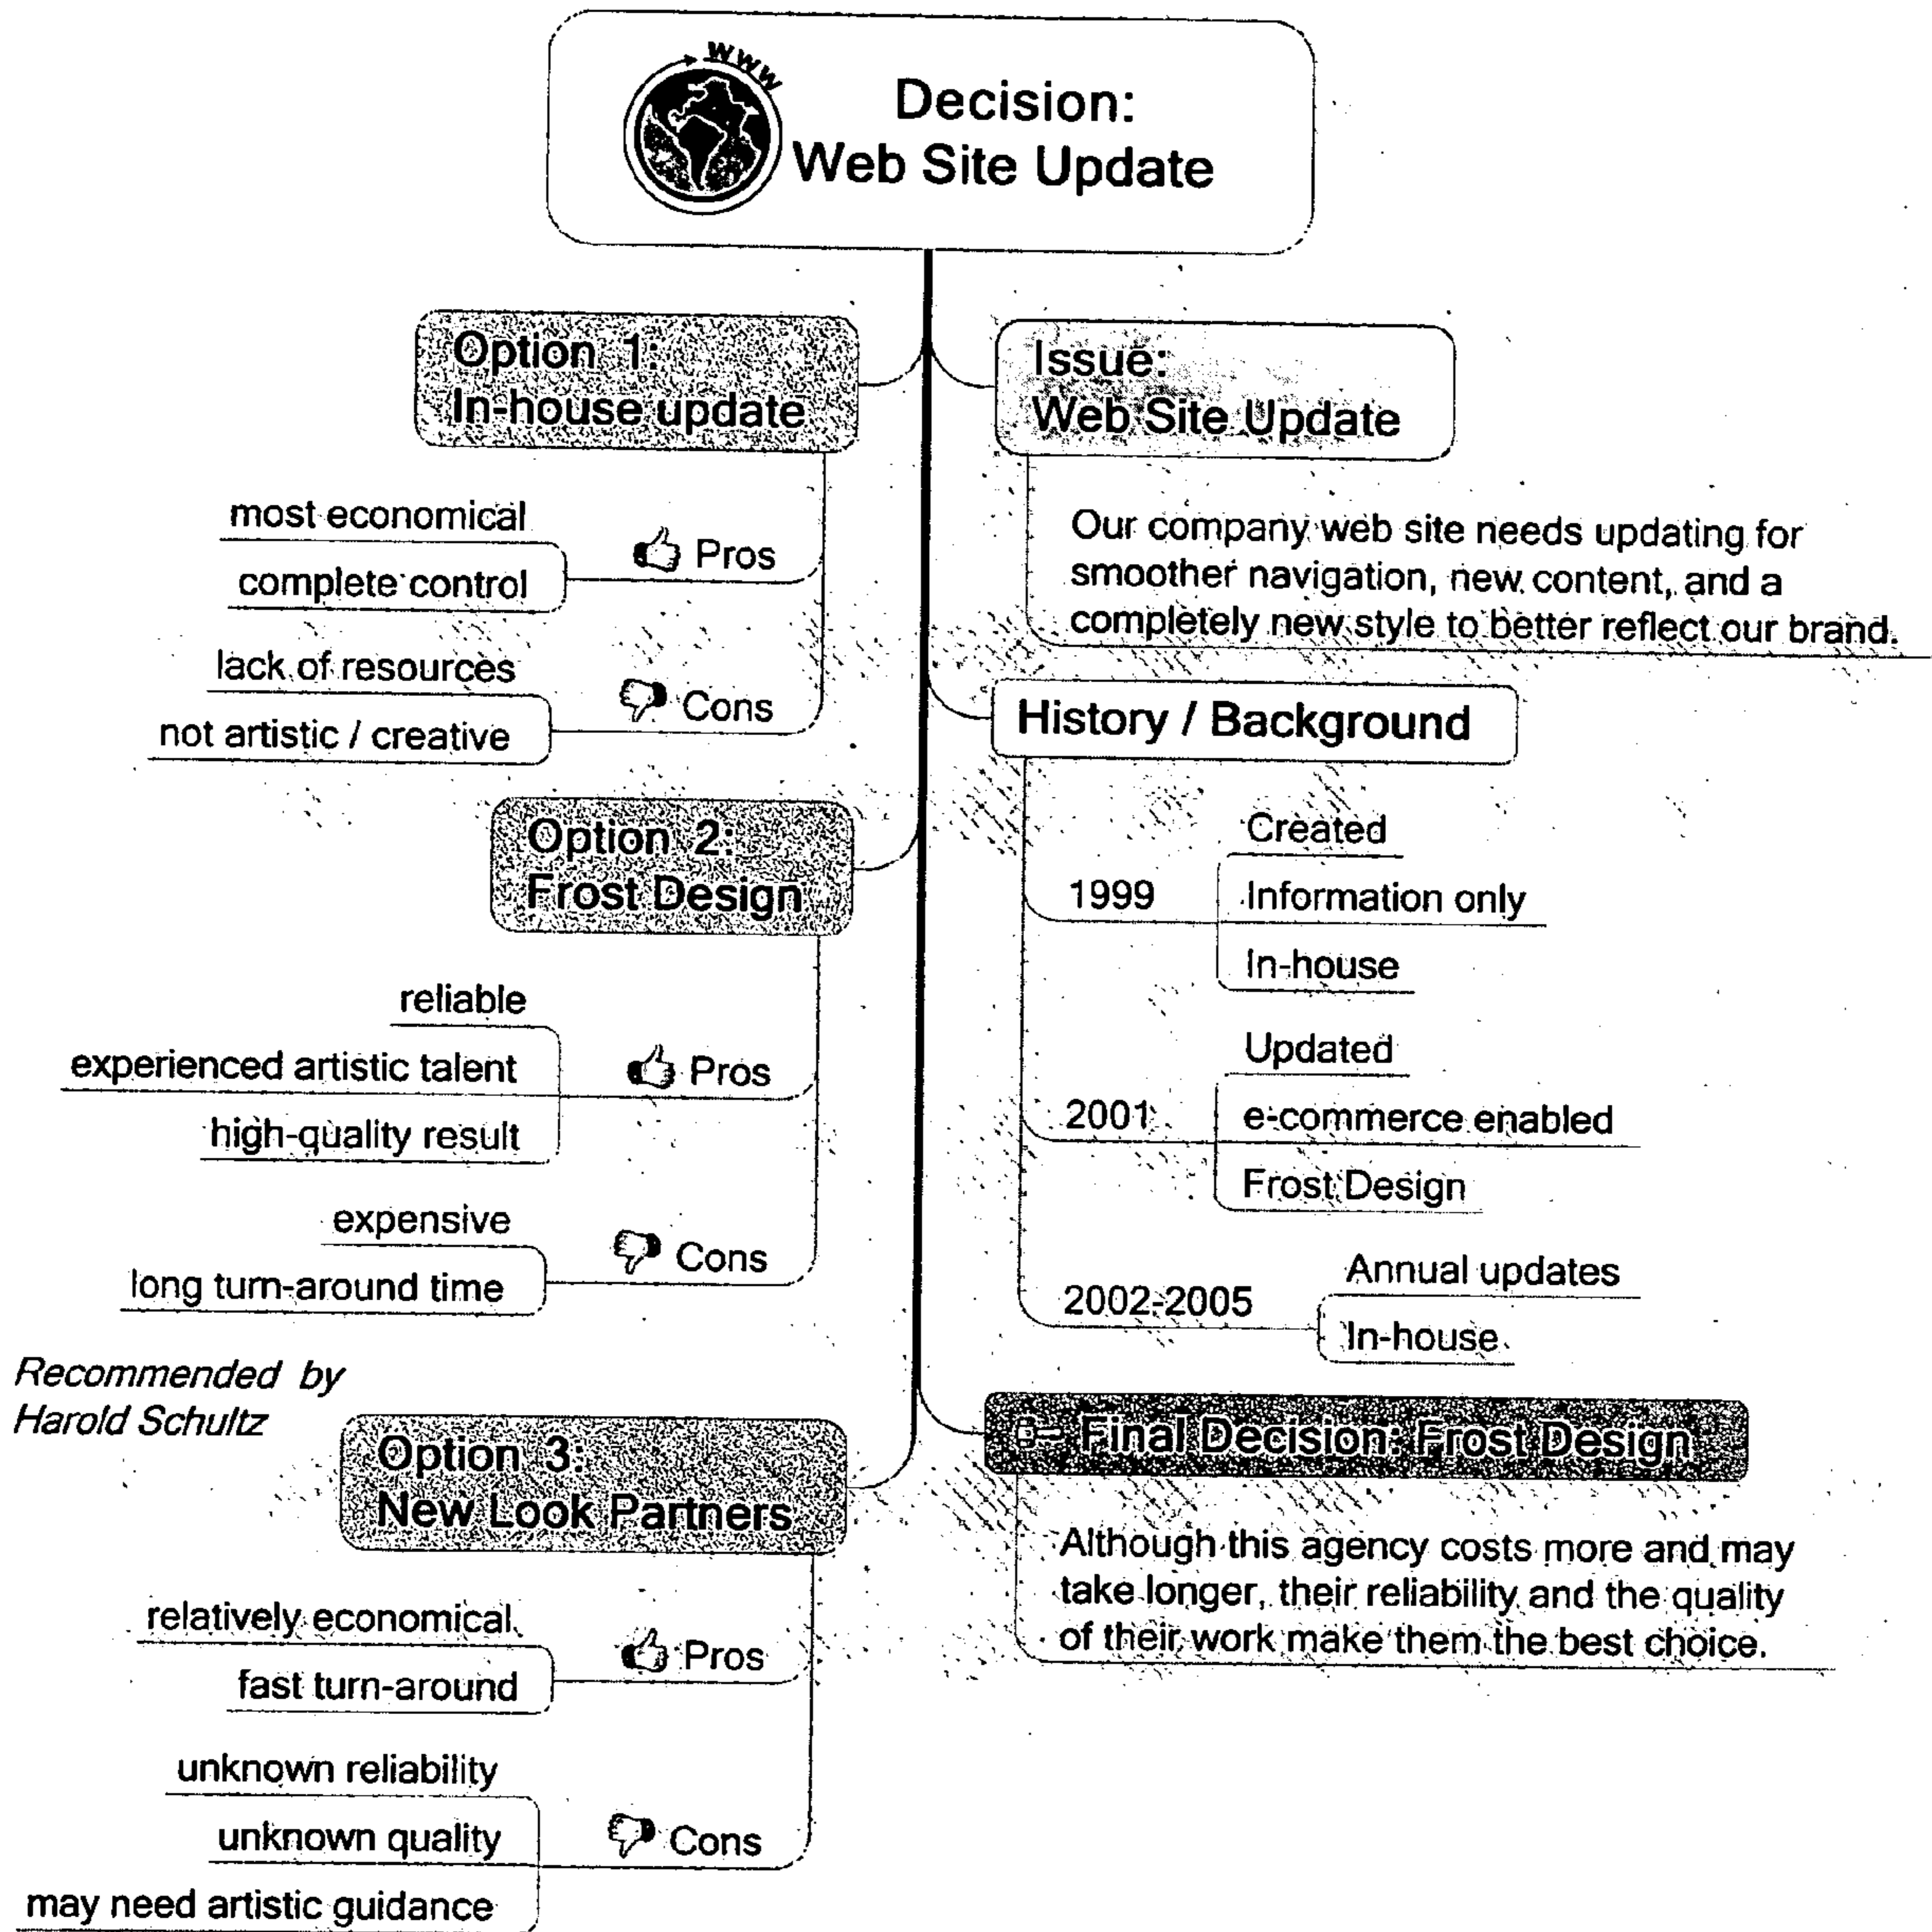 WWW
Decision:
Web Site Update
Option 1:
In-house update
most economical
complete control
Pros
lack of resources
not artistic / creative
Cons
Option 2:
Frost Design
reliable
experienced artistic talent
high-quality result
Pros
expensive
long turn-around time
Cons
Recommended by
Harold Schultz
Option 3:
New Look Partners
relatively economical
fast turn-around
Pros
unknown reliability
unknown quality
may need artistic guidance
Cons
Issue:
Web Site Update
Our company web site needs updating for
smoother navigation, new content, and a
completely new style to better reflect our brand.
History / Background
1999
Created
Information only
In-house
2001
Updated
e-commerce enabled
Frost Design
2002-2005
Annual updates
In-house
Final Decision: Frost Design
Although this agency costs more and may
take longer, their reliability and the quality
of their work make them the best choice.